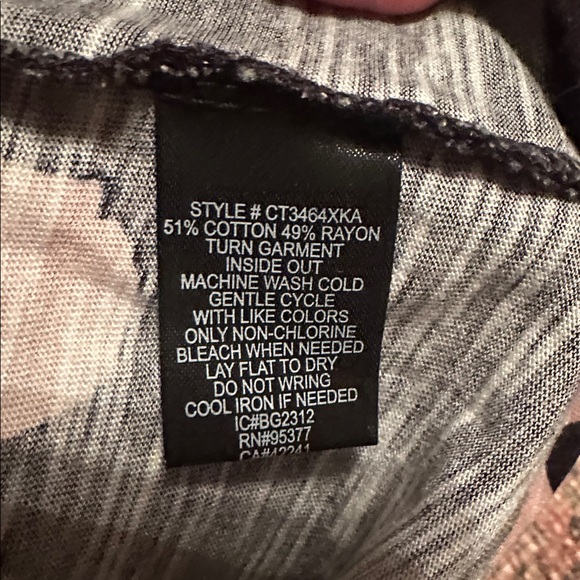 STYLE # CT3464XKA
51% COTTON 49% RAYON
TURN GARMENT
INSIDE OUT
MACHINE WASH COLD
GENTLE CYCLE
WITH LIKE COLORS
ONLY NON-CHLORINE
BLEACH WHEN NEEDED
LAY FLAT TO DRY
DO NOT WRING
COOL IRON IF NEEDED
IC#BG2312
RN#95377
CA#42241